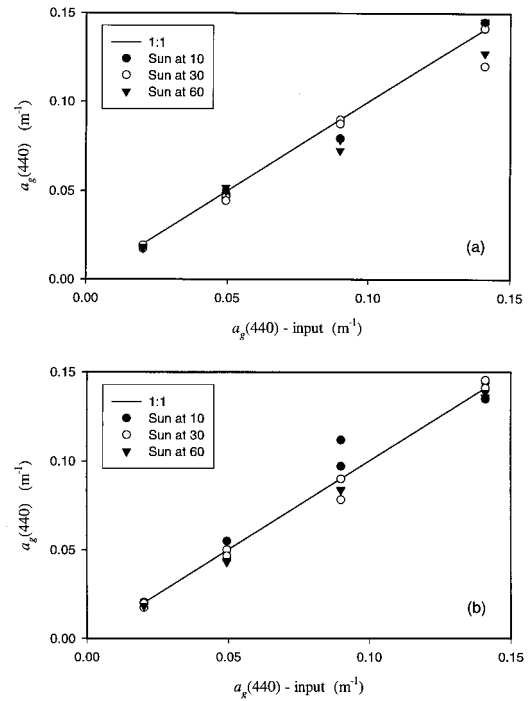 0.15
1:1
Sun at 10
Sun at 30
Sun at 60
0.10
a_g(440) (m^-1)
0.05
(a)
0.00
0.00 0.05 0.10 0.15
a_g(440) - input (m^-1)
0.15
1:1
Sun at 10
Sun at 30
Sun at 60
0.10
a_g(440) (m^-1)
0.05
(b)
0.00
0.00 0.05 0.10 0.15
a_g(440) - input (m^-1)